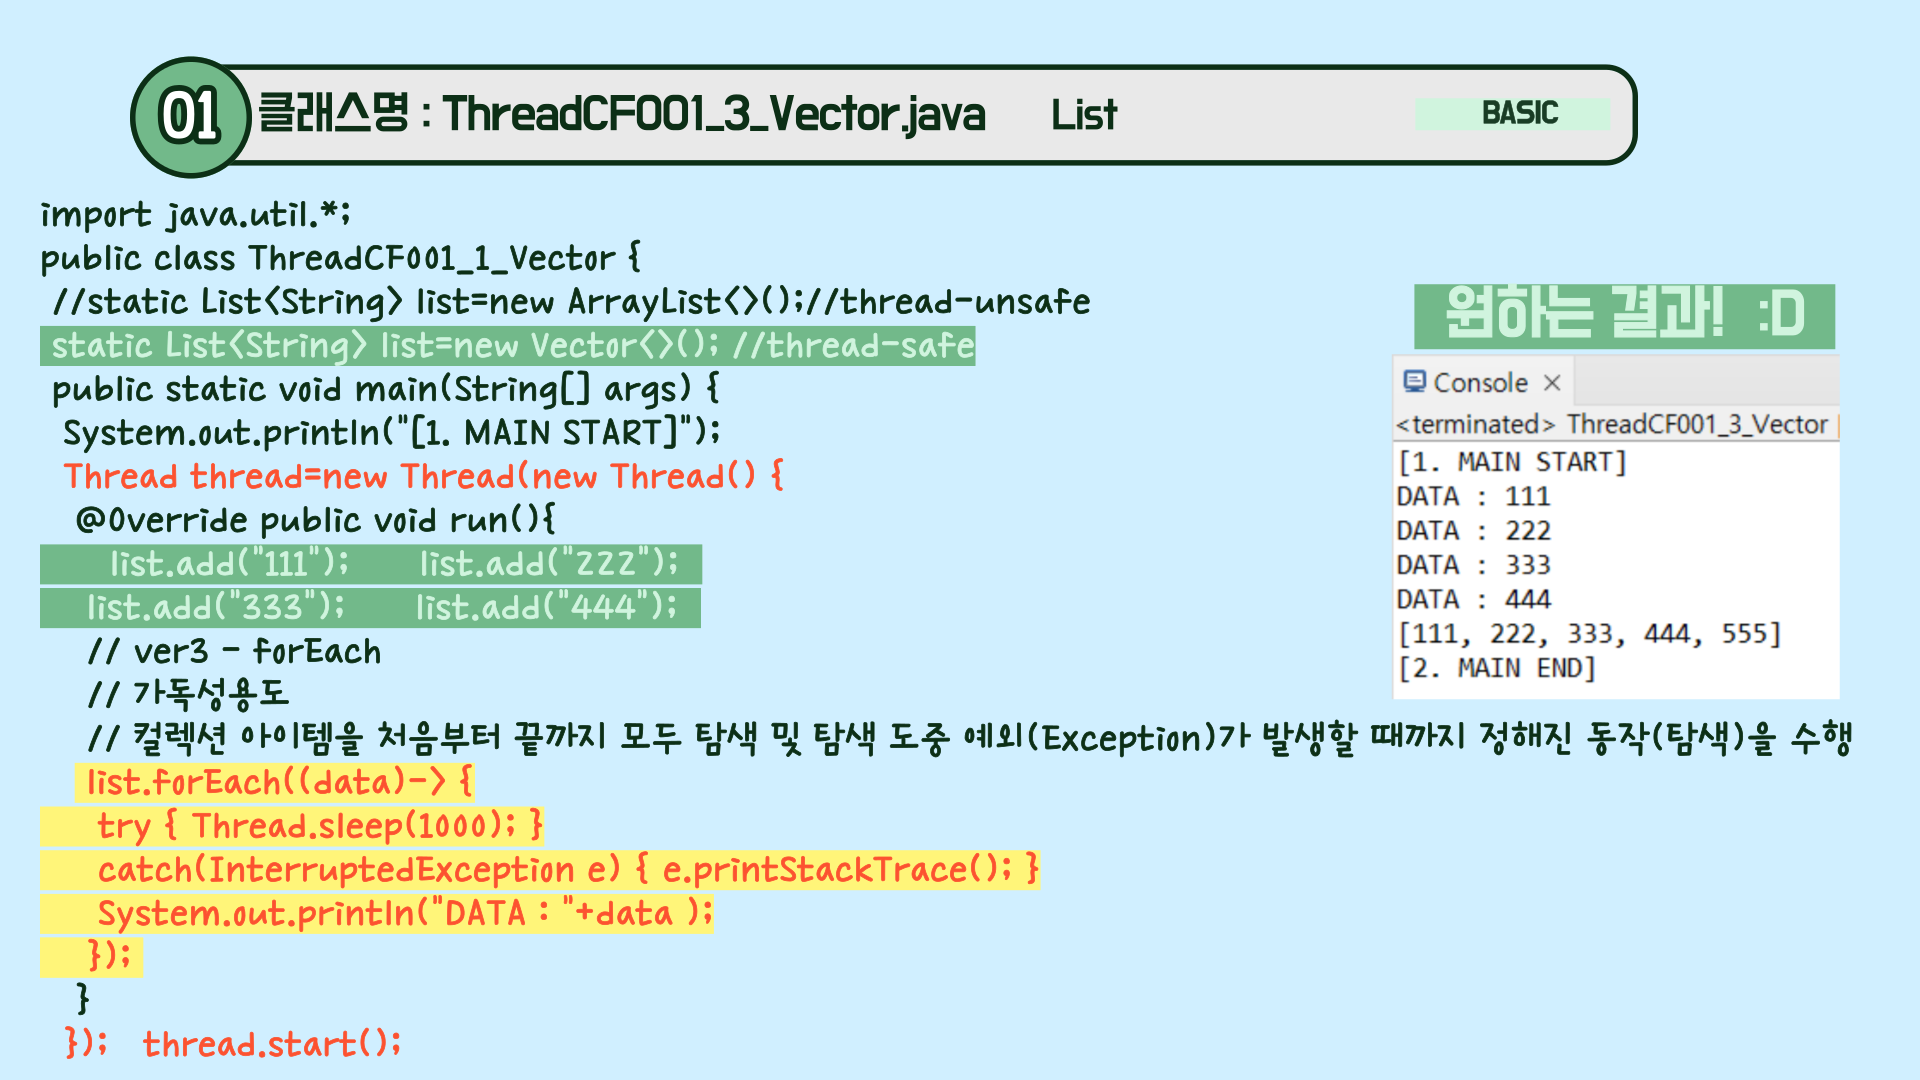 01 클래스명 : ThreadCF001_3_Vector.java List BASIC
import java.util.*;
public class ThreadCF001_1_Vector {
//static List<String> list=new ArrayList<>();//thread-unsafe
static List<String> list=new Vector<>(); //thread-safe
public static void main(String[] args) {
System.out.println("[1. MAIN START]");
Thread thread=new Thread(new Thread() {
@Override public void run(){
list.add("111"); list.add("222");
list.add("333"); list.add("444");
// ver3 - forEach
// 가독성용도
// 컬렉션 아이템을 처음부터 끝까지 모두 탐색 및 탐색 도중 예외(Exception)가 발생할 때까지 정해진 동작(탐색)을 수행
list.forEach((data)-> {
try { Thread.sleep(1000); }
catch(InterruptedException e) { e.printStackTrace(); }
System.out.println("DATA : "+data );
});
}
}); thread.start();
원하는 결과! :D
Console ×
<terminated> ThreadCF001_3_Vector
[1. MAIN START]
DATA : 111
DATA : 222
DATA : 333
DATA : 444
[111, 222, 333, 444, 555]
[2. MAIN END]